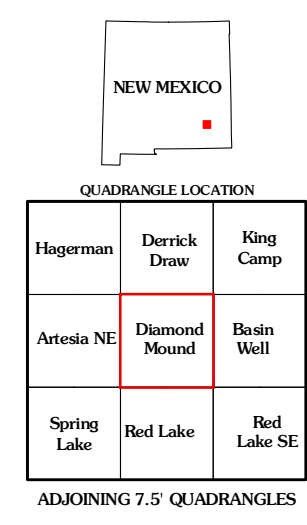 NEW MEXICO
QUADRANGLE LOCATION
Hagerman
Derrick
Draw
King
Camp
Artesia NE
Diamond
Mound
Basin
Well
Spring
Lake
Red Lake
Red
Lake SE
ADJOINING 7.5' QUADRANGLES